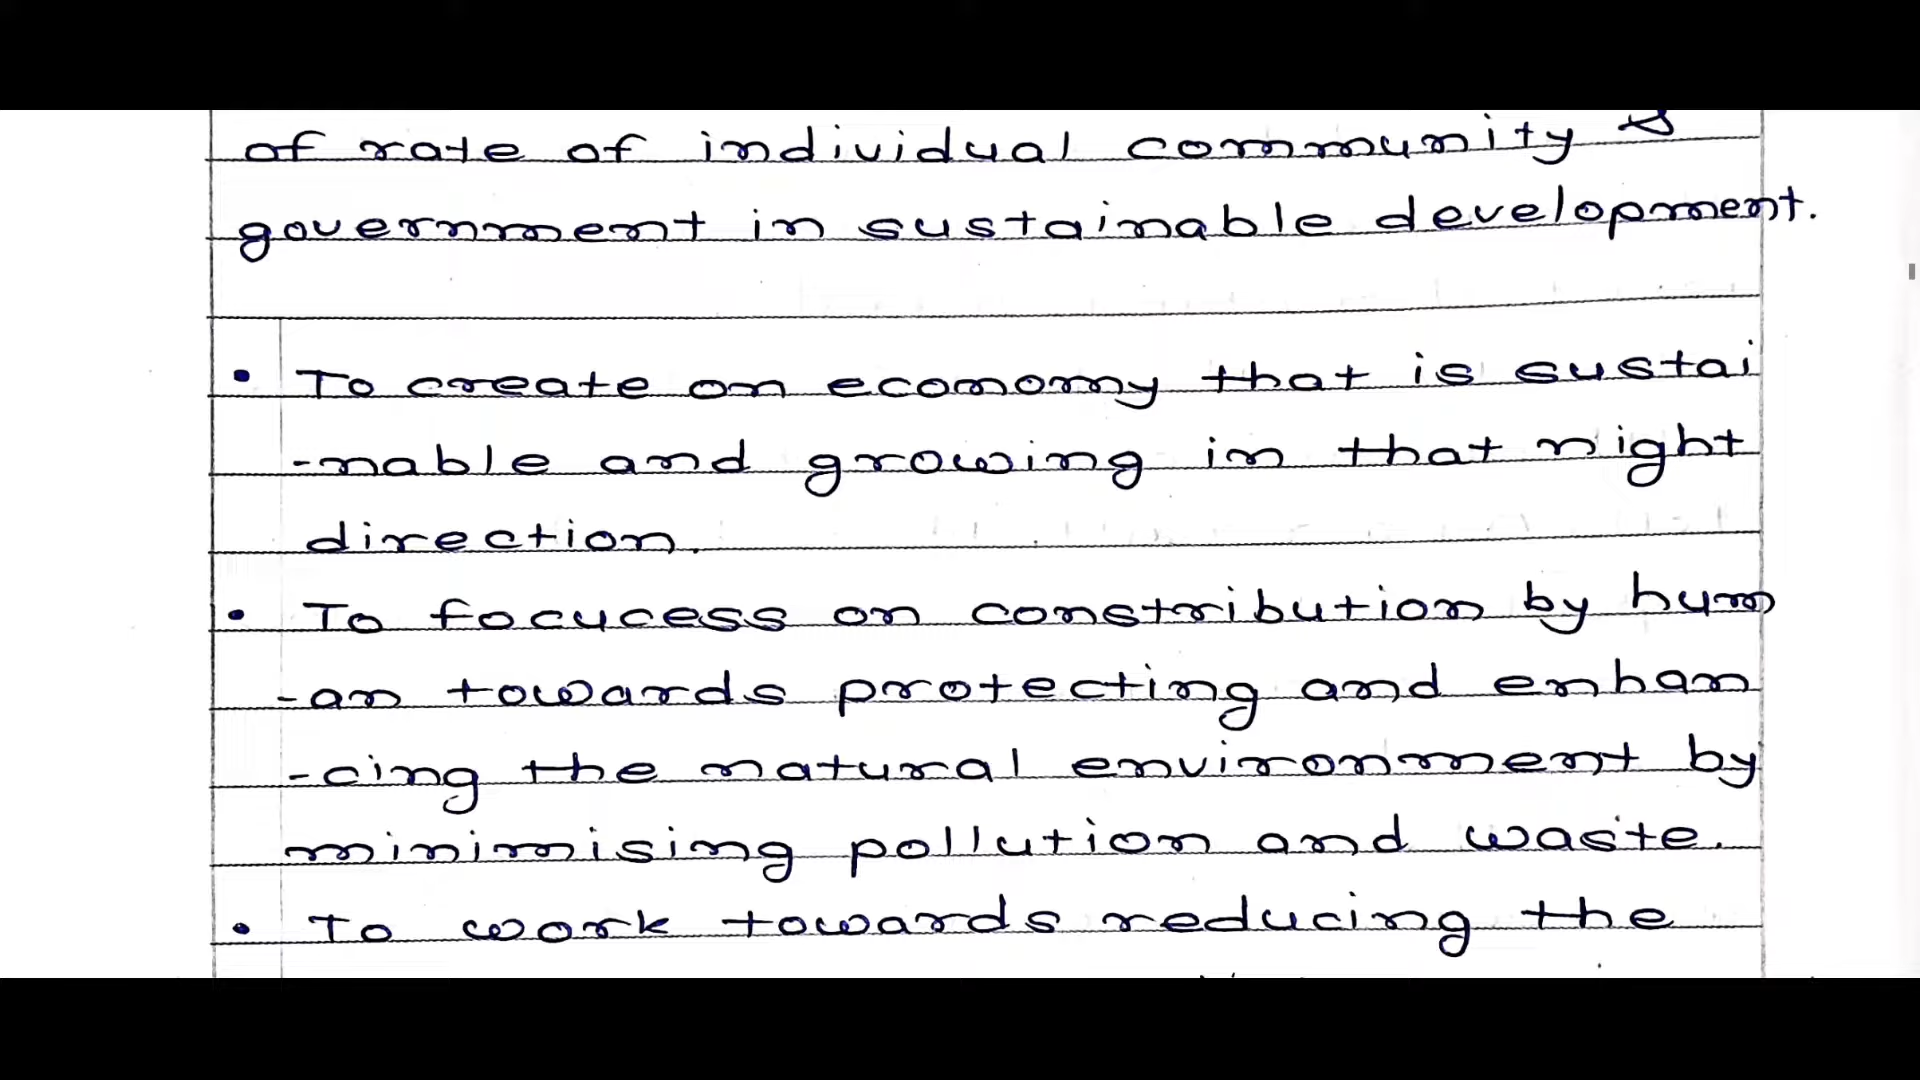 of rate of individual community &
government in sustainable development.
• To create an economy that is sustai
-nable and growing in that right
direction.
• To focucess on constribution by hum
-an towards protecting and enhan
-cing the natural environment by
minimising pollution and waste.
• To work towards reducing the